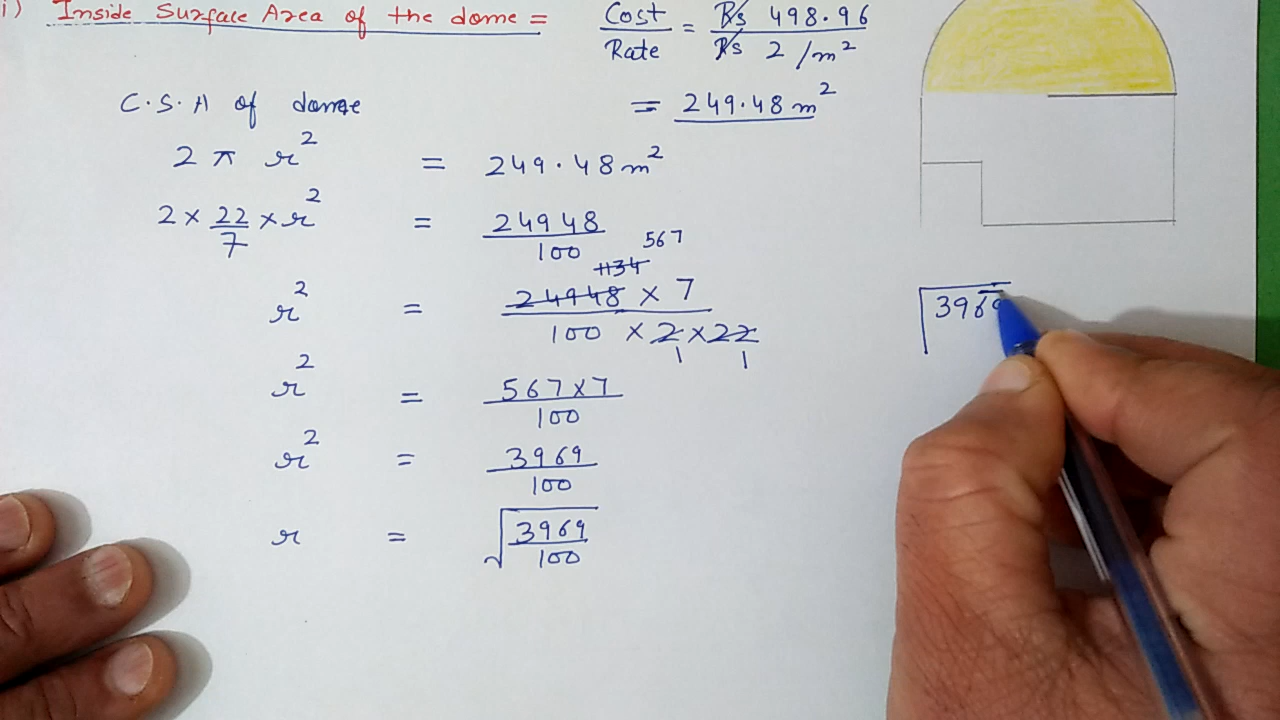 i) Inside Surface Area of the dome = Cost/Rate = Rs 498.96 / Rs 2 /m²
C.S.A of dome = 249.48 m²
2 π r² = 249.48 m²
2 × 22/7 × r² = 24948/100
567
1134
r² = 24948 × 7 / 100 × 2 × 22
1 1
r² = 567×7/100
r² = 3969/100
r = √3969/100
3969